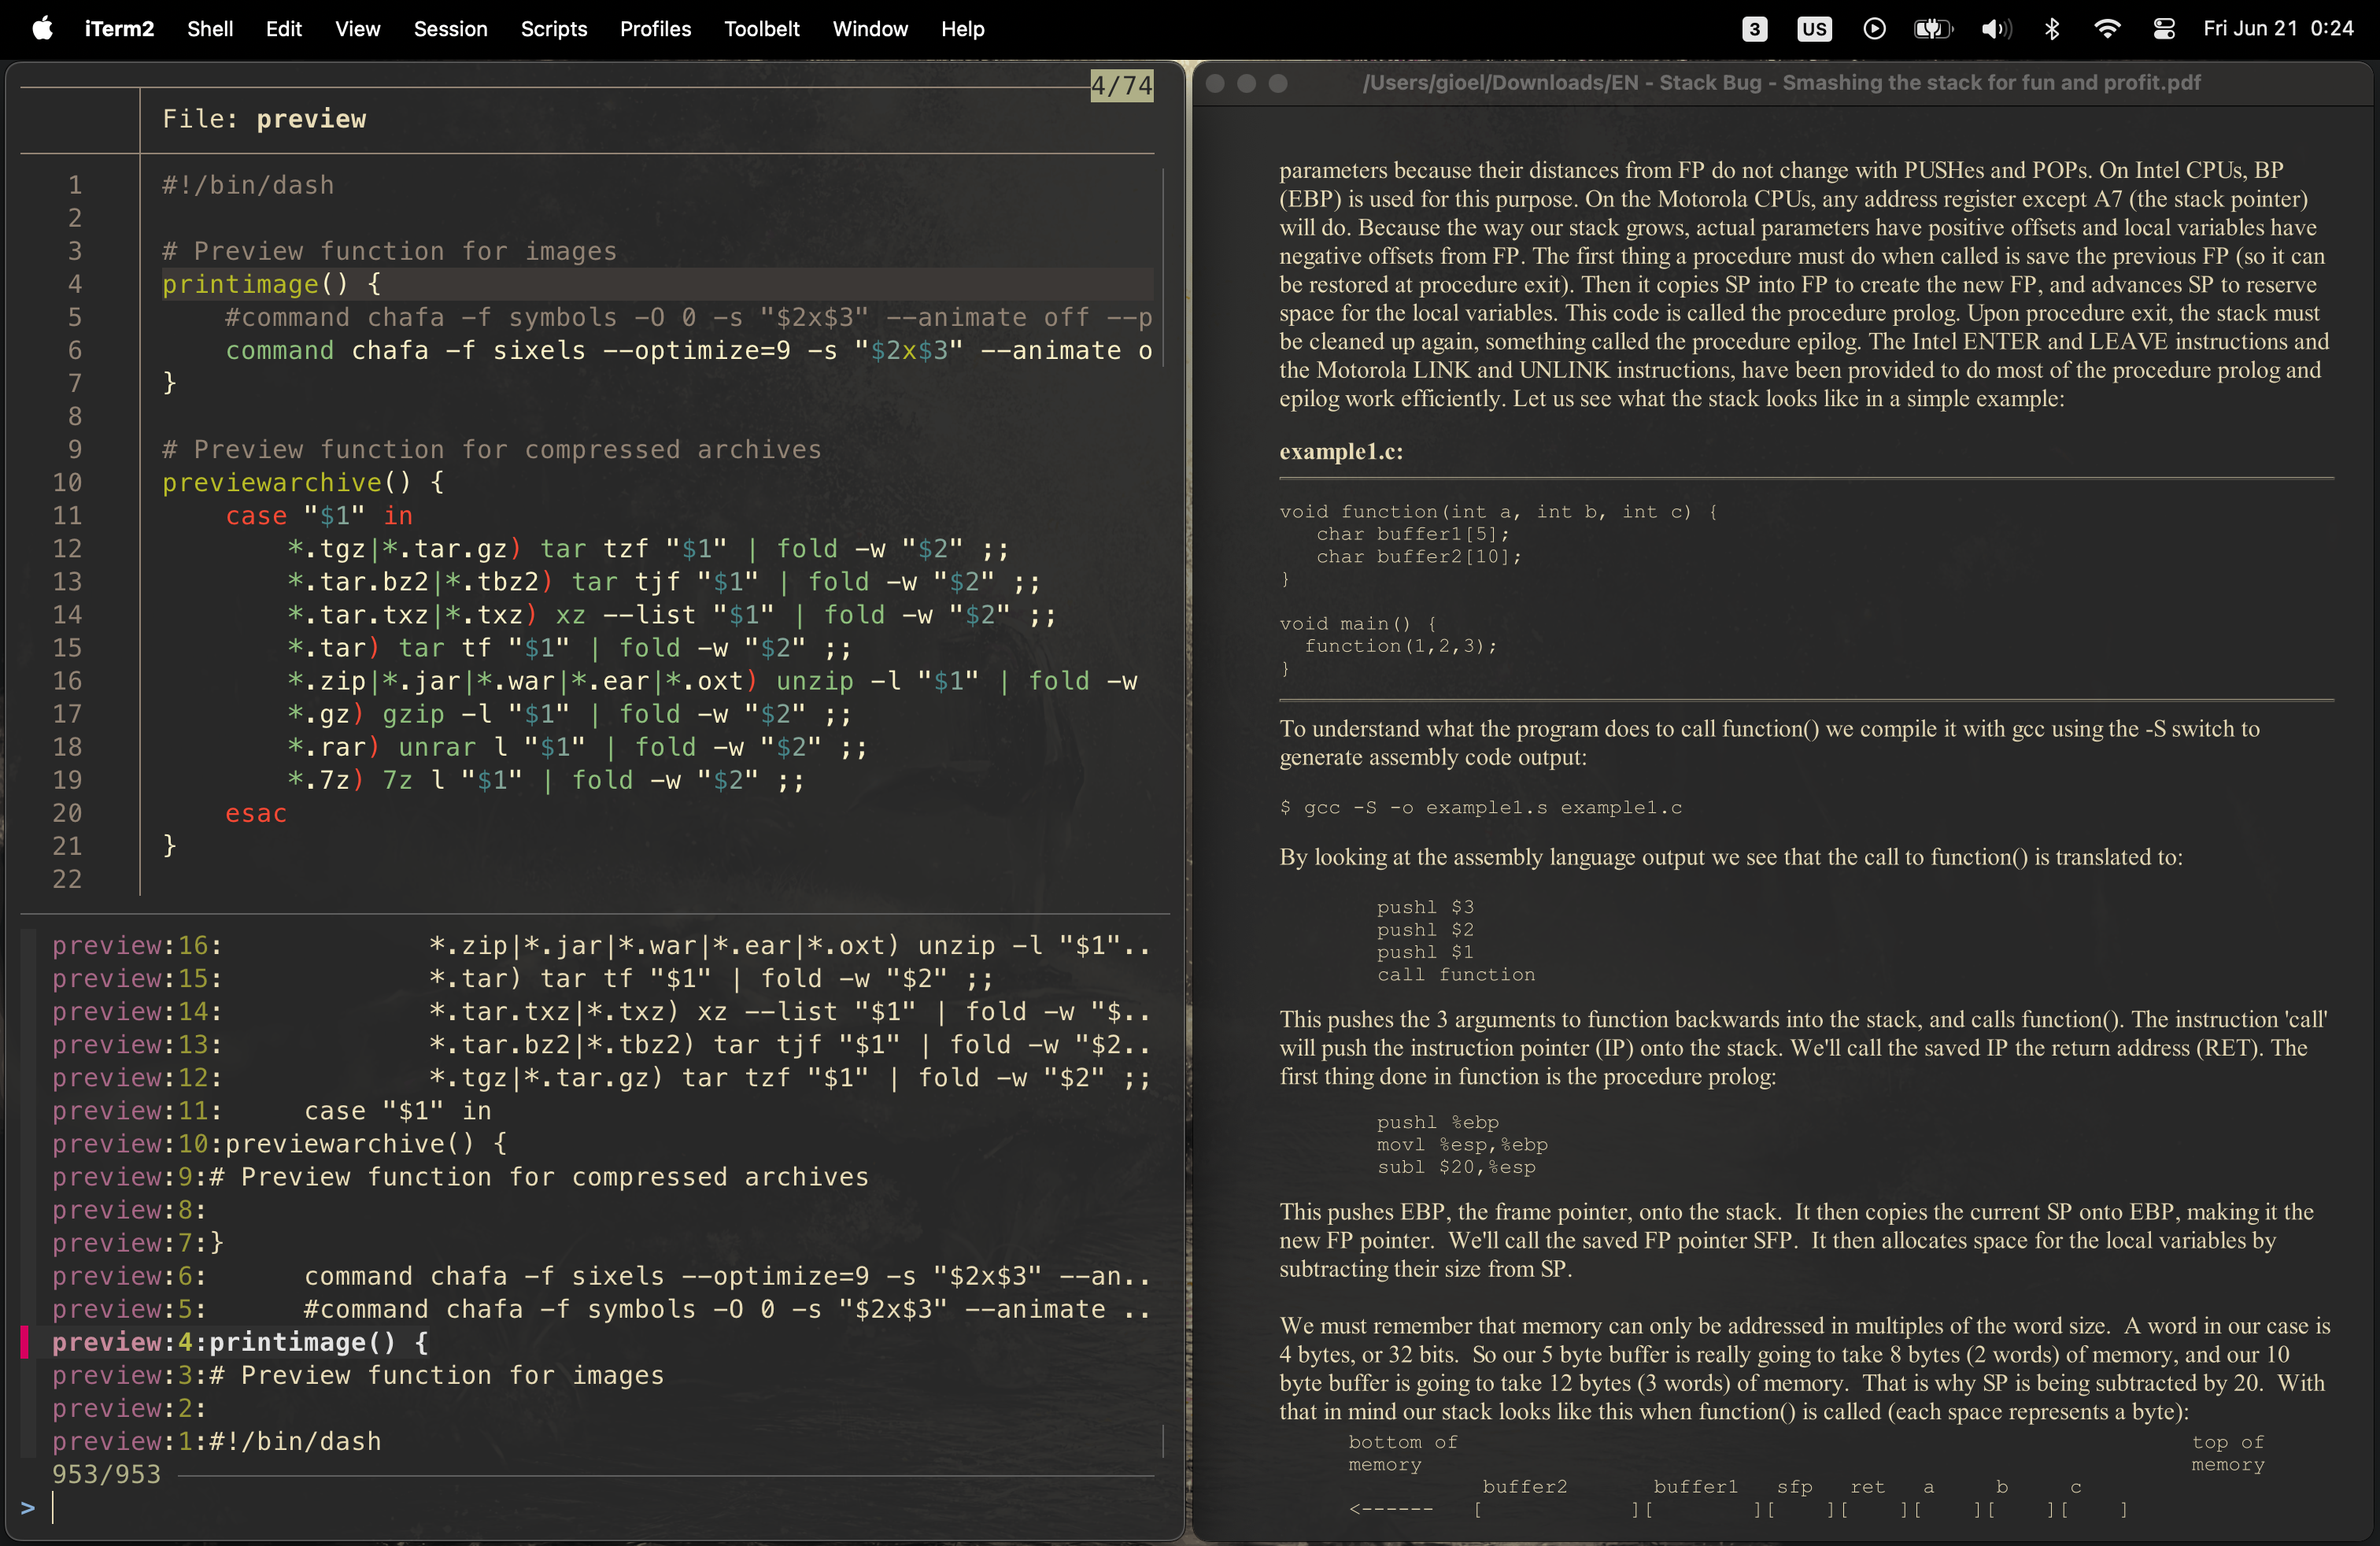 iTerm2 Shell Edit View Session Scripts Profiles Toolbelt Window Help 3 US Fri Jun 21 0:24
4/74
File: preview
1 #!/bin/dash
2
3 # Preview function for images
4 printimage() {
5 #command chafa -f symbols -O 0 -s "$2x$3" --animate off --p
6 command chafa -f sixels --optimize=9 -s "$2x$3" --animate o
7 }
8
9 # Preview function for compressed archives
10 previewarchive() {
11 case "$1" in
12 *.tgz|*.tar.gz) tar tzf "$1" | fold -w "$2" ;;
13 *.tar.bz2|*.tbz2) tar tjf "$1" | fold -w "$2" ;;
14 *.tar.txz|*.txz) xz --list "$1" | fold -w "$2" ;;
15 *.tar) tar tf "$1" | fold -w "$2" ;;
16 *.zip|*.jar|*.war|*.ear|*.oxt) unzip -l "$1" | fold -w
17 *.gz) gzip -l "$1" | fold -w "$2" ;;
18 *.rar) unrar l "$1" | fold -w "$2" ;;
19 *.7z) 7z l "$1" | fold -w "$2" ;;
20 esac
21 }
22
preview:16: *.zip|*.jar|*.war|*.ear|*.oxt) unzip -l "$1"..
preview:15: *.tar) tar tf "$1" | fold -w "$2" ;;
preview:14: *.tar.txz|*.txz) xz --list "$1" | fold -w "$..
preview:13: *.tar.bz2|*.tbz2) tar tjf "$1" | fold -w "$2..
preview:12: *.tgz|*.tar.gz) tar tzf "$1" | fold -w "$2" ;;
preview:11: case "$1" in
preview:10:previewarchive() {
preview:9:# Preview function for compressed archives
preview:8:
preview:7:}
preview:6: command chafa -f sixels --optimize=9 -s "$2x$3" --an..
preview:5: #command chafa -f symbols -O 0 -s "$2x$3" --animate ..
preview:4:printimage() {
preview:3:# Preview function for images
preview:2:
preview:1:#!/bin/dash
953/953
>
/Users/gioel/Downloads/EN - Stack Bug - Smashing the stack for fun and profit.pdf
parameters because their distances from FP do not change with PUSHes and POPs. On Intel CPUs, BP
(EBP) is used for this purpose. On the Motorola CPUs, any address register except A7 (the stack pointer)
will do. Because the way our stack grows, actual parameters have positive offsets and local variables have
negative offsets from FP. The first thing a procedure must do when called is save the previous FP (so it can
be restored at procedure exit). Then it copies SP into FP to create the new FP, and advances SP to reserve
space for the local variables. This code is called the procedure prolog. Upon procedure exit, the stack must
be cleaned up again, something called the procedure epilog. The Intel ENTER and LEAVE instructions and
the Motorola LINK and UNLINK instructions, have been provided to do most of the procedure prolog and
epilog work efficiently. Let us see what the stack looks like in a simple example:
example1.c:
void function(int a, int b, int c) {
char buffer1[5];
char buffer2[10];
}
void main() {
function(1,2,3);
}
To understand what the program does to call function() we compile it with gcc using the -S switch to
generate assembly code output:
$ gcc -S -o example1.s example1.c
By looking at the assembly language output we see that the call to function() is translated to:
pushl $3
pushl $2
pushl $1
call function
This pushes the 3 arguments to function backwards into the stack, and calls function(). The instruction 'call'
will push the instruction pointer (IP) onto the stack. We'll call the saved IP the return address (RET). The
first thing done in function is the procedure prolog:
pushl %ebp
movl %esp,%ebp
subl $20,%esp
This pushes EBP, the frame pointer, onto the stack. It then copies the current SP onto EBP, making it the
new FP pointer. We'll call the saved FP pointer SFP. It then allocates space for the local variables by
subtracting their size from SP.
We must remember that memory can only be addressed in multiples of the word size. A word in our case is
4 bytes, or 32 bits. So our 5 byte buffer is really going to take 8 bytes (2 words) of memory, and our 10
byte buffer is going to take 12 bytes (3 words) of memory. That is why SP is being subtracted by 20. With
that in mind our stack looks like this when function() is called (each space represents a byte):
bottom of top of
memory memory
buffer2 buffer1 sfp ret a b c
<------ [ ][ ][ ][ ][ ][ ][ ]